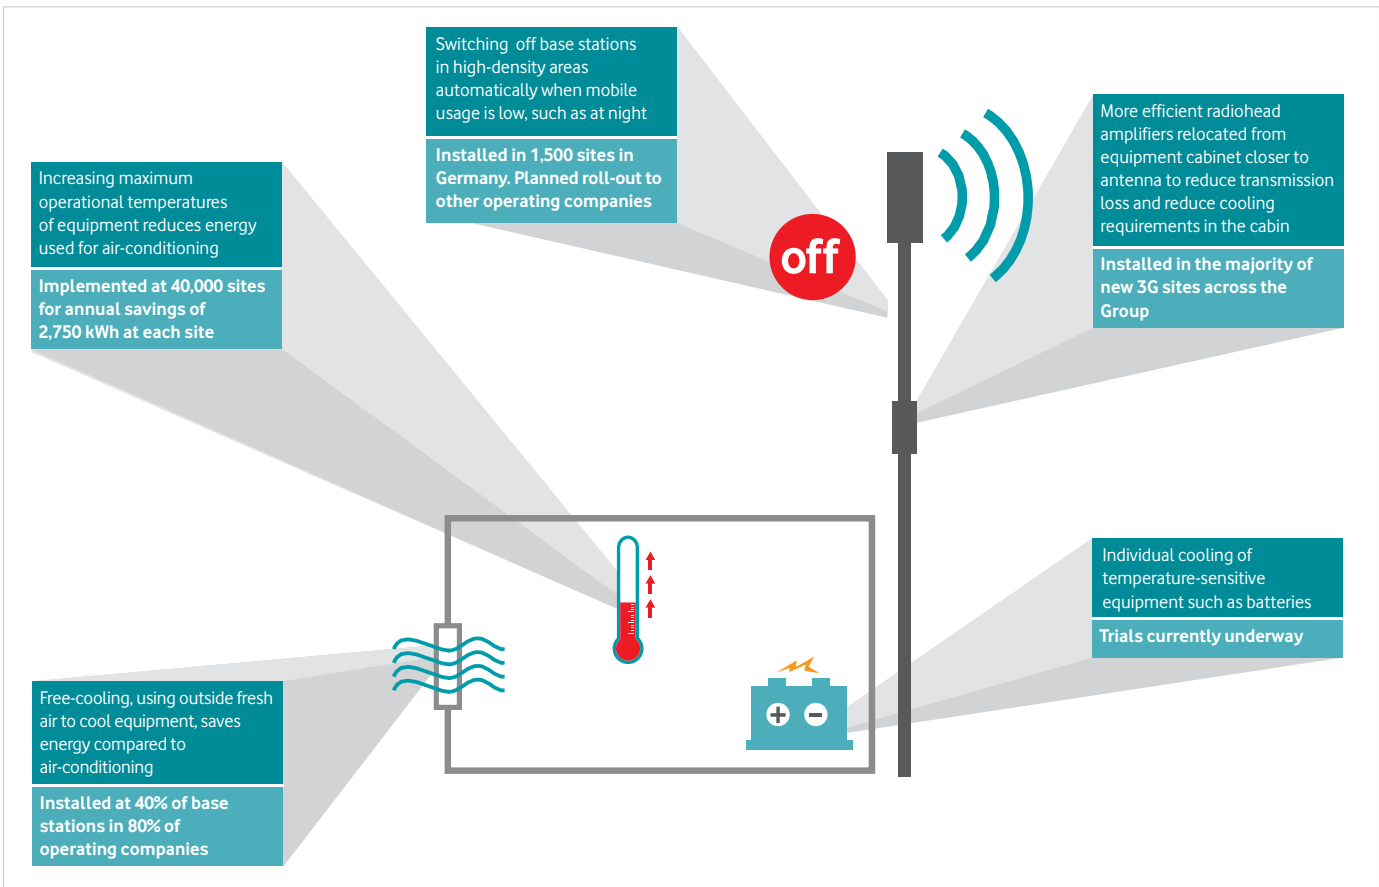 Switching off base stations
in high-density areas
automatically when mobile
usage is low, such as at night
Installed in 1,500 sites in
Germany. Planned roll-out to
other operating companies
More efficient radiohead
amplifiers relocated from
equipment cabinet closer to
antenna to reduce transmission
loss and reduce cooling
requirements in the cabin
Installed in the majority of
new 3G sites across the
Group
Increasing maximum
operational temperatures
of equipment reduces energy
used for air-conditioning
Implemented at 40,000 sites
for annual savings of
2,750 kWh at each site
off
Individual cooling of
temperature-sensitive
equipment such as batteries
Trials currently underway
Free-cooling, using outside fresh
air to cool equipment, saves
energy compared to
air-conditioning
Installed at 40% of base
stations in 80% of
operating companies
+ −